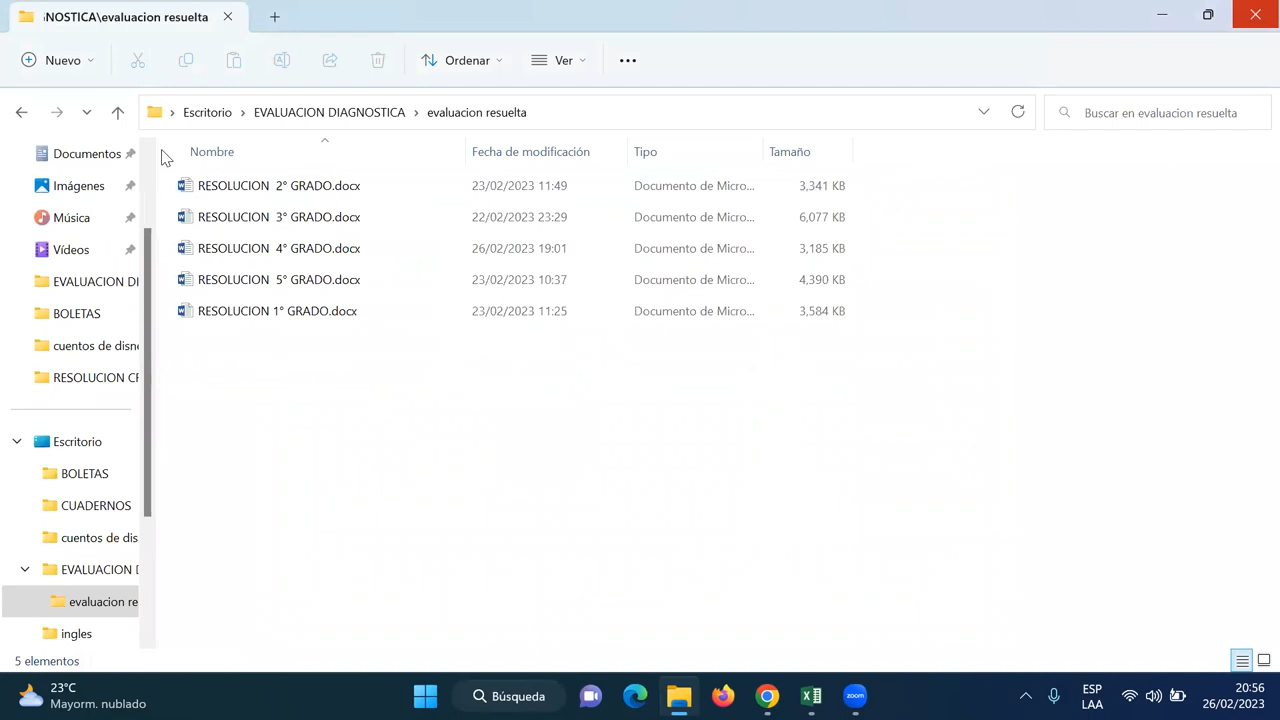 \NOSTICA\evaluacion resuelta
Nuevo
Ordenar
Ver
Escritorio
EVALUACION DIAGNOSTICA
evaluacion resuelta
Buscar en evaluacion resuelta
Documentos
Imágenes
Música
Vídeos
EVALUACION DI
BOLETAS
cuentos de disne
RESOLUCION CF
Escritorio
BOLETAS
CUADERNOS
cuentos de dis
EVALUACION D
evaluacion re
ingles
Nombre Fecha de modificación Tipo Tamaño
RESOLUCION 2° GRADO.docx 23/02/2023 11:49 Documento de Micro... 3,341 KB
RESOLUCION 3° GRADO.docx 22/02/2023 23:29 Documento de Micro... 6,077 KB
RESOLUCION 4° GRADO.docx 26/02/2023 19:01 Documento de Micro... 3,185 KB
RESOLUCION 5° GRADO.docx 23/02/2023 10:37 Documento de Micro... 4,390 KB
RESOLUCION 1° GRADO.docx 23/02/2023 11:25 Documento de Micro... 3,584 KB
5 elementos
23°C
Mayorm. nublado
Búsqueda
zoom
ESP
LAA
20:56
26/02/2023